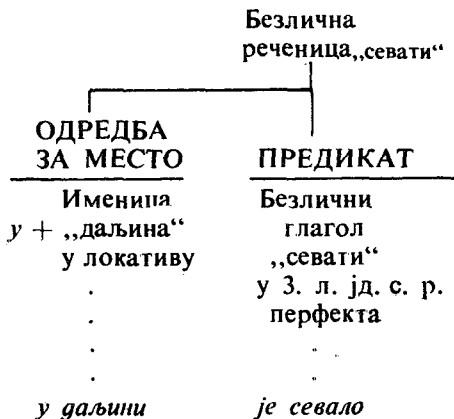 Безлична
реченица„севати“
ОДРЕДБА
ЗА МЕСТО
Именица
у + „даљина“
у локативу
.
.
.
.
у даљини
ПРЕДИКАТ
Безлични
глагол
„севати“
у 3. л. јд. с. р.
перфекта
.
.
је севало